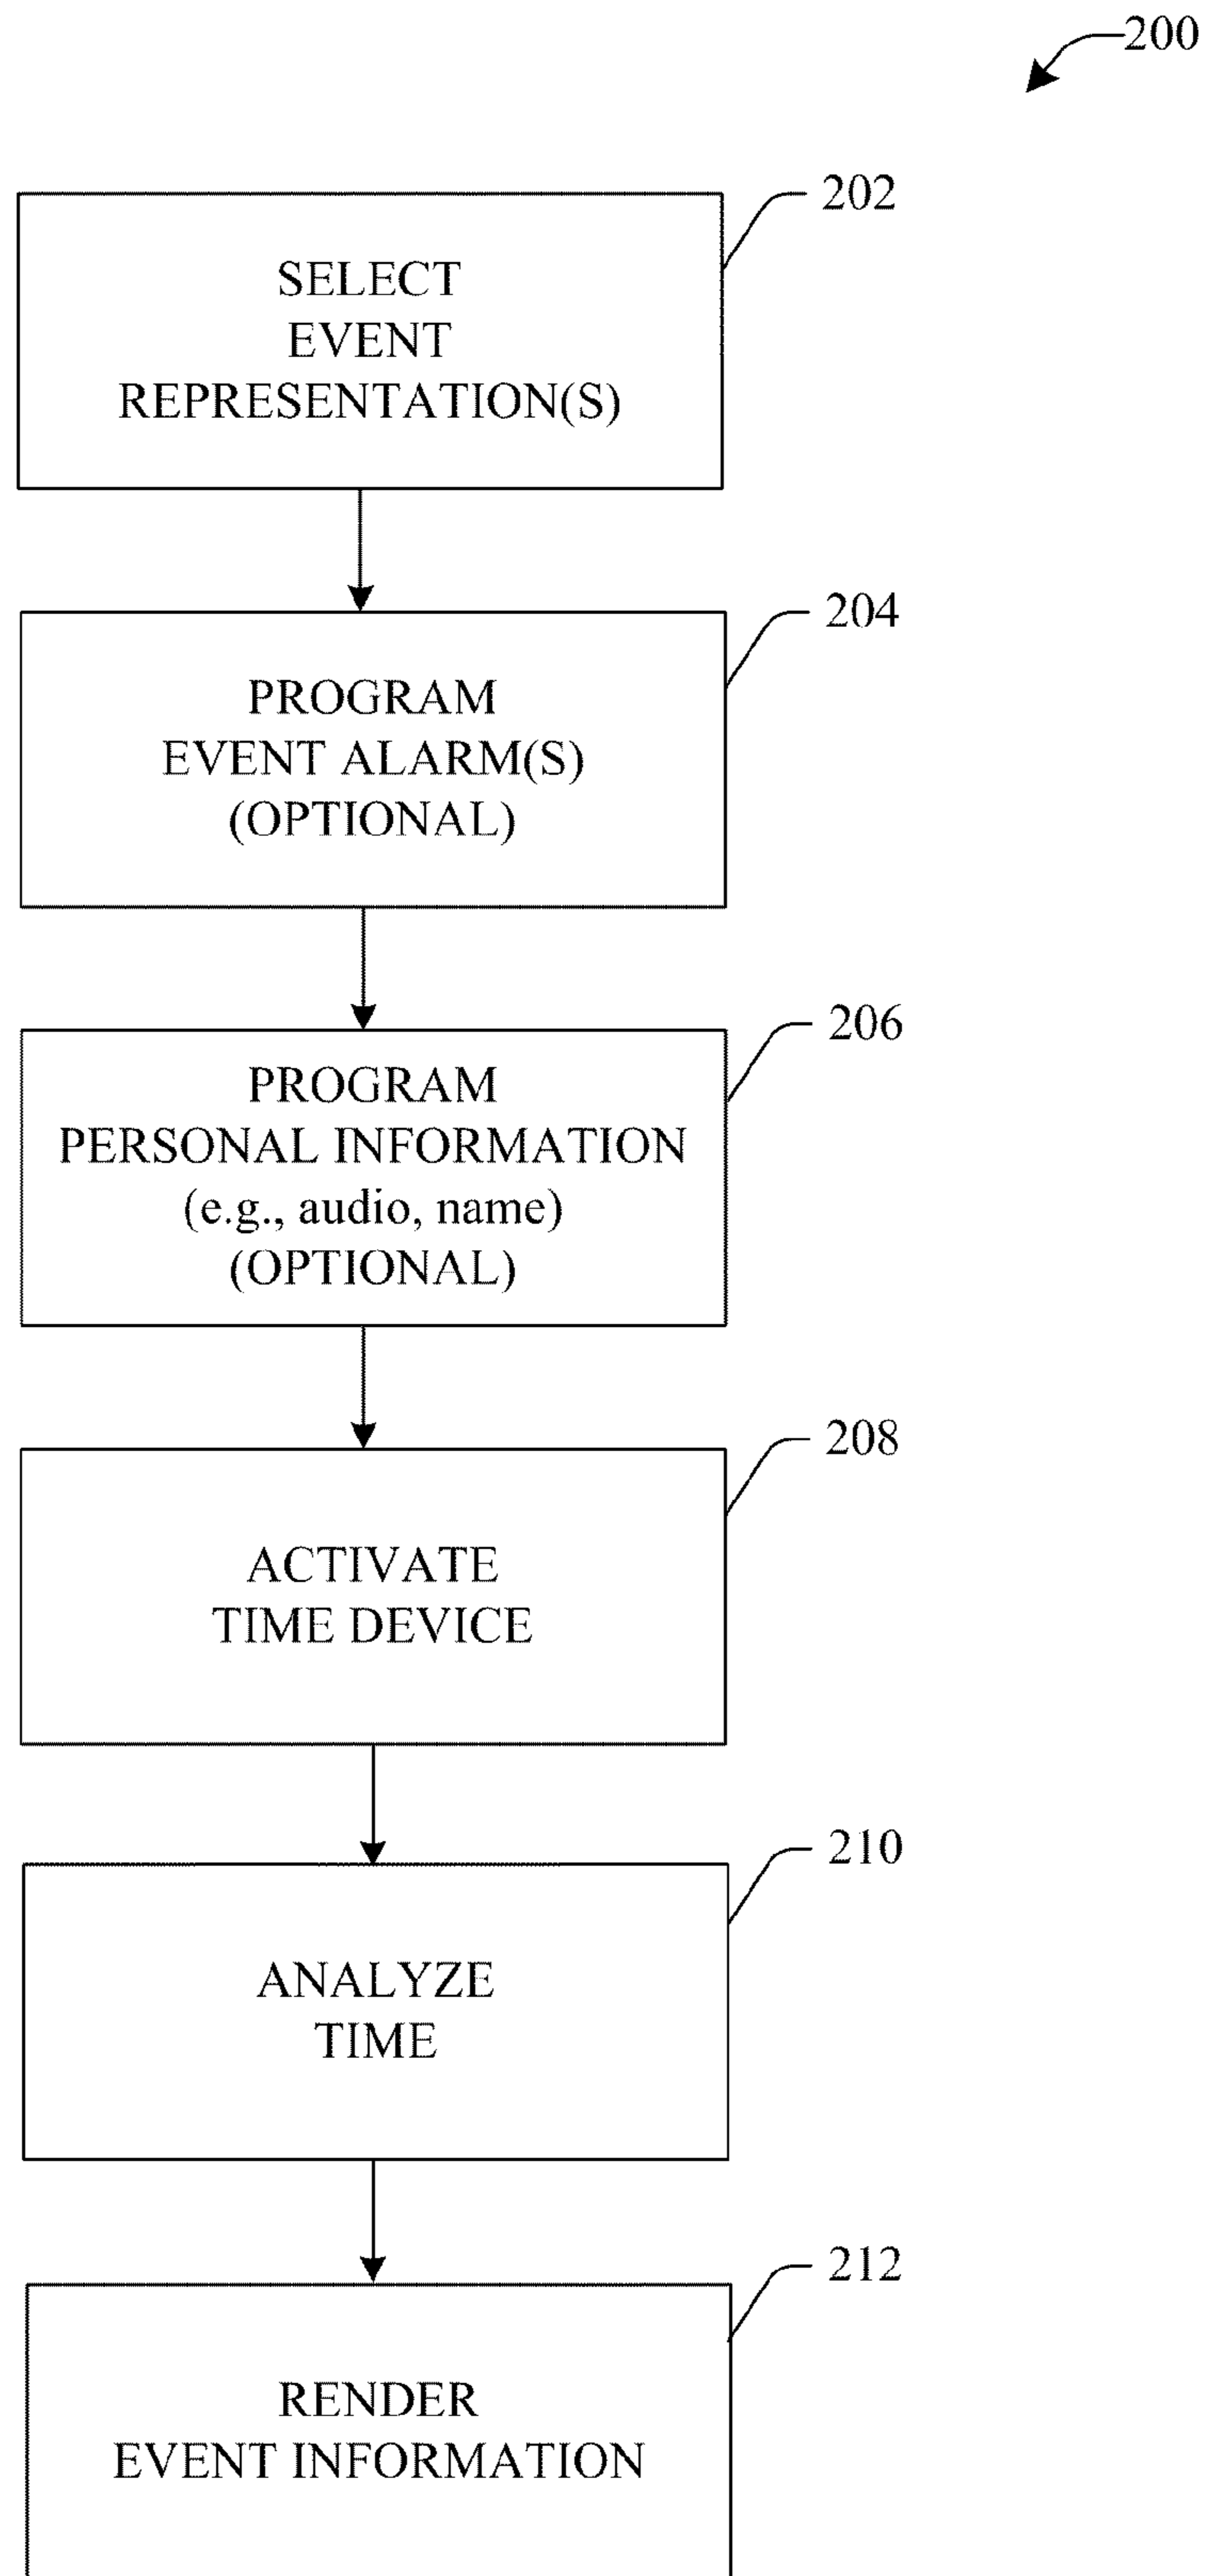 200
202
SELECT
EVENT
REPRESENTATION(S)
204
PROGRAM
EVENT ALARM(S)
(OPTIONAL)
206
PROGRAM
PERSONAL INFORMATION
(e.g., audio, name)
(OPTIONAL)
208
ACTIVATE
TIME DEVICE
210
ANALYZE
TIME
212
RENDER
EVENT INFORMATION